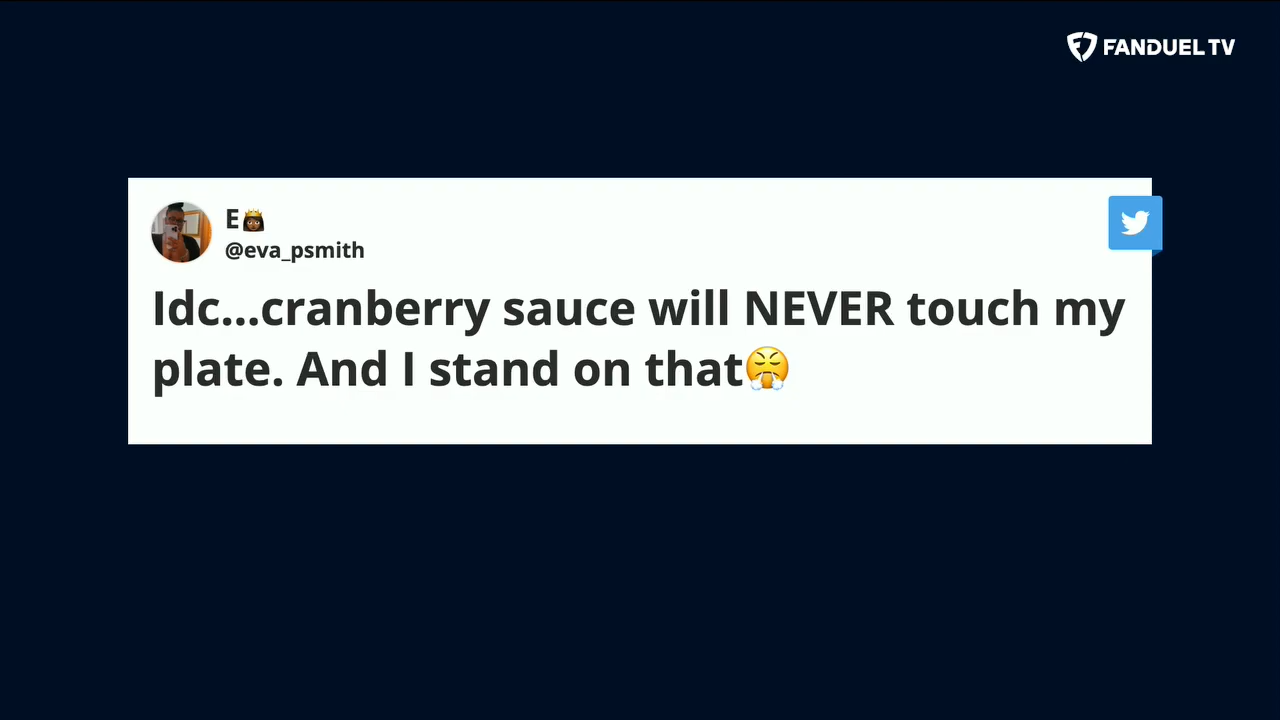 FANDUEL TV
E👸🏾
@eva_psmith
Idc...cranberry sauce will NEVER touch my
plate. And I stand on that😤